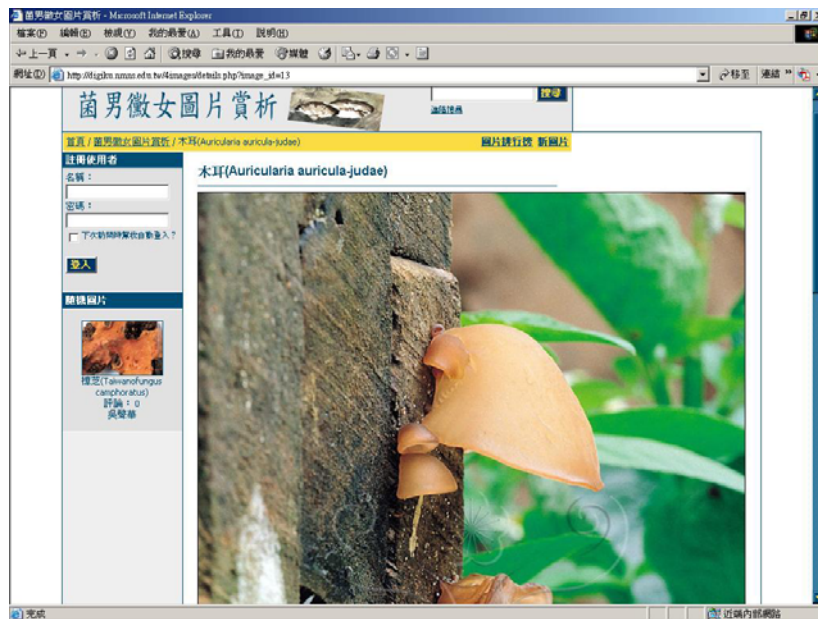 菌男黴女圖片賞析 - Microsoft Internet Explorer
檔案(F) 編輯(E) 檢視(V) 我的最愛(A) 工具(T) 說明(H)
上一頁 搜尋 我的最愛 媒體
網址(D) http://digiku.nmns.edu.tw/4images/details.php?image_id=13 移至 連結 »
菌男黴女圖片賞析
搜尋
進階搜尋
首頁 / 菌男黴女圖片賞析 / 木耳(Auricularia auricula-judae) 圖片排行榜 新圖片
註冊使用者
名稱：
密碼：
下次訪問時幫我自動登入？
登入
隨機圖片
樟芝(Taiwanofungus
camphoratus)
評論：0
吳聲華
木耳(Auricularia auricula-judae)
完成
近端內部網路